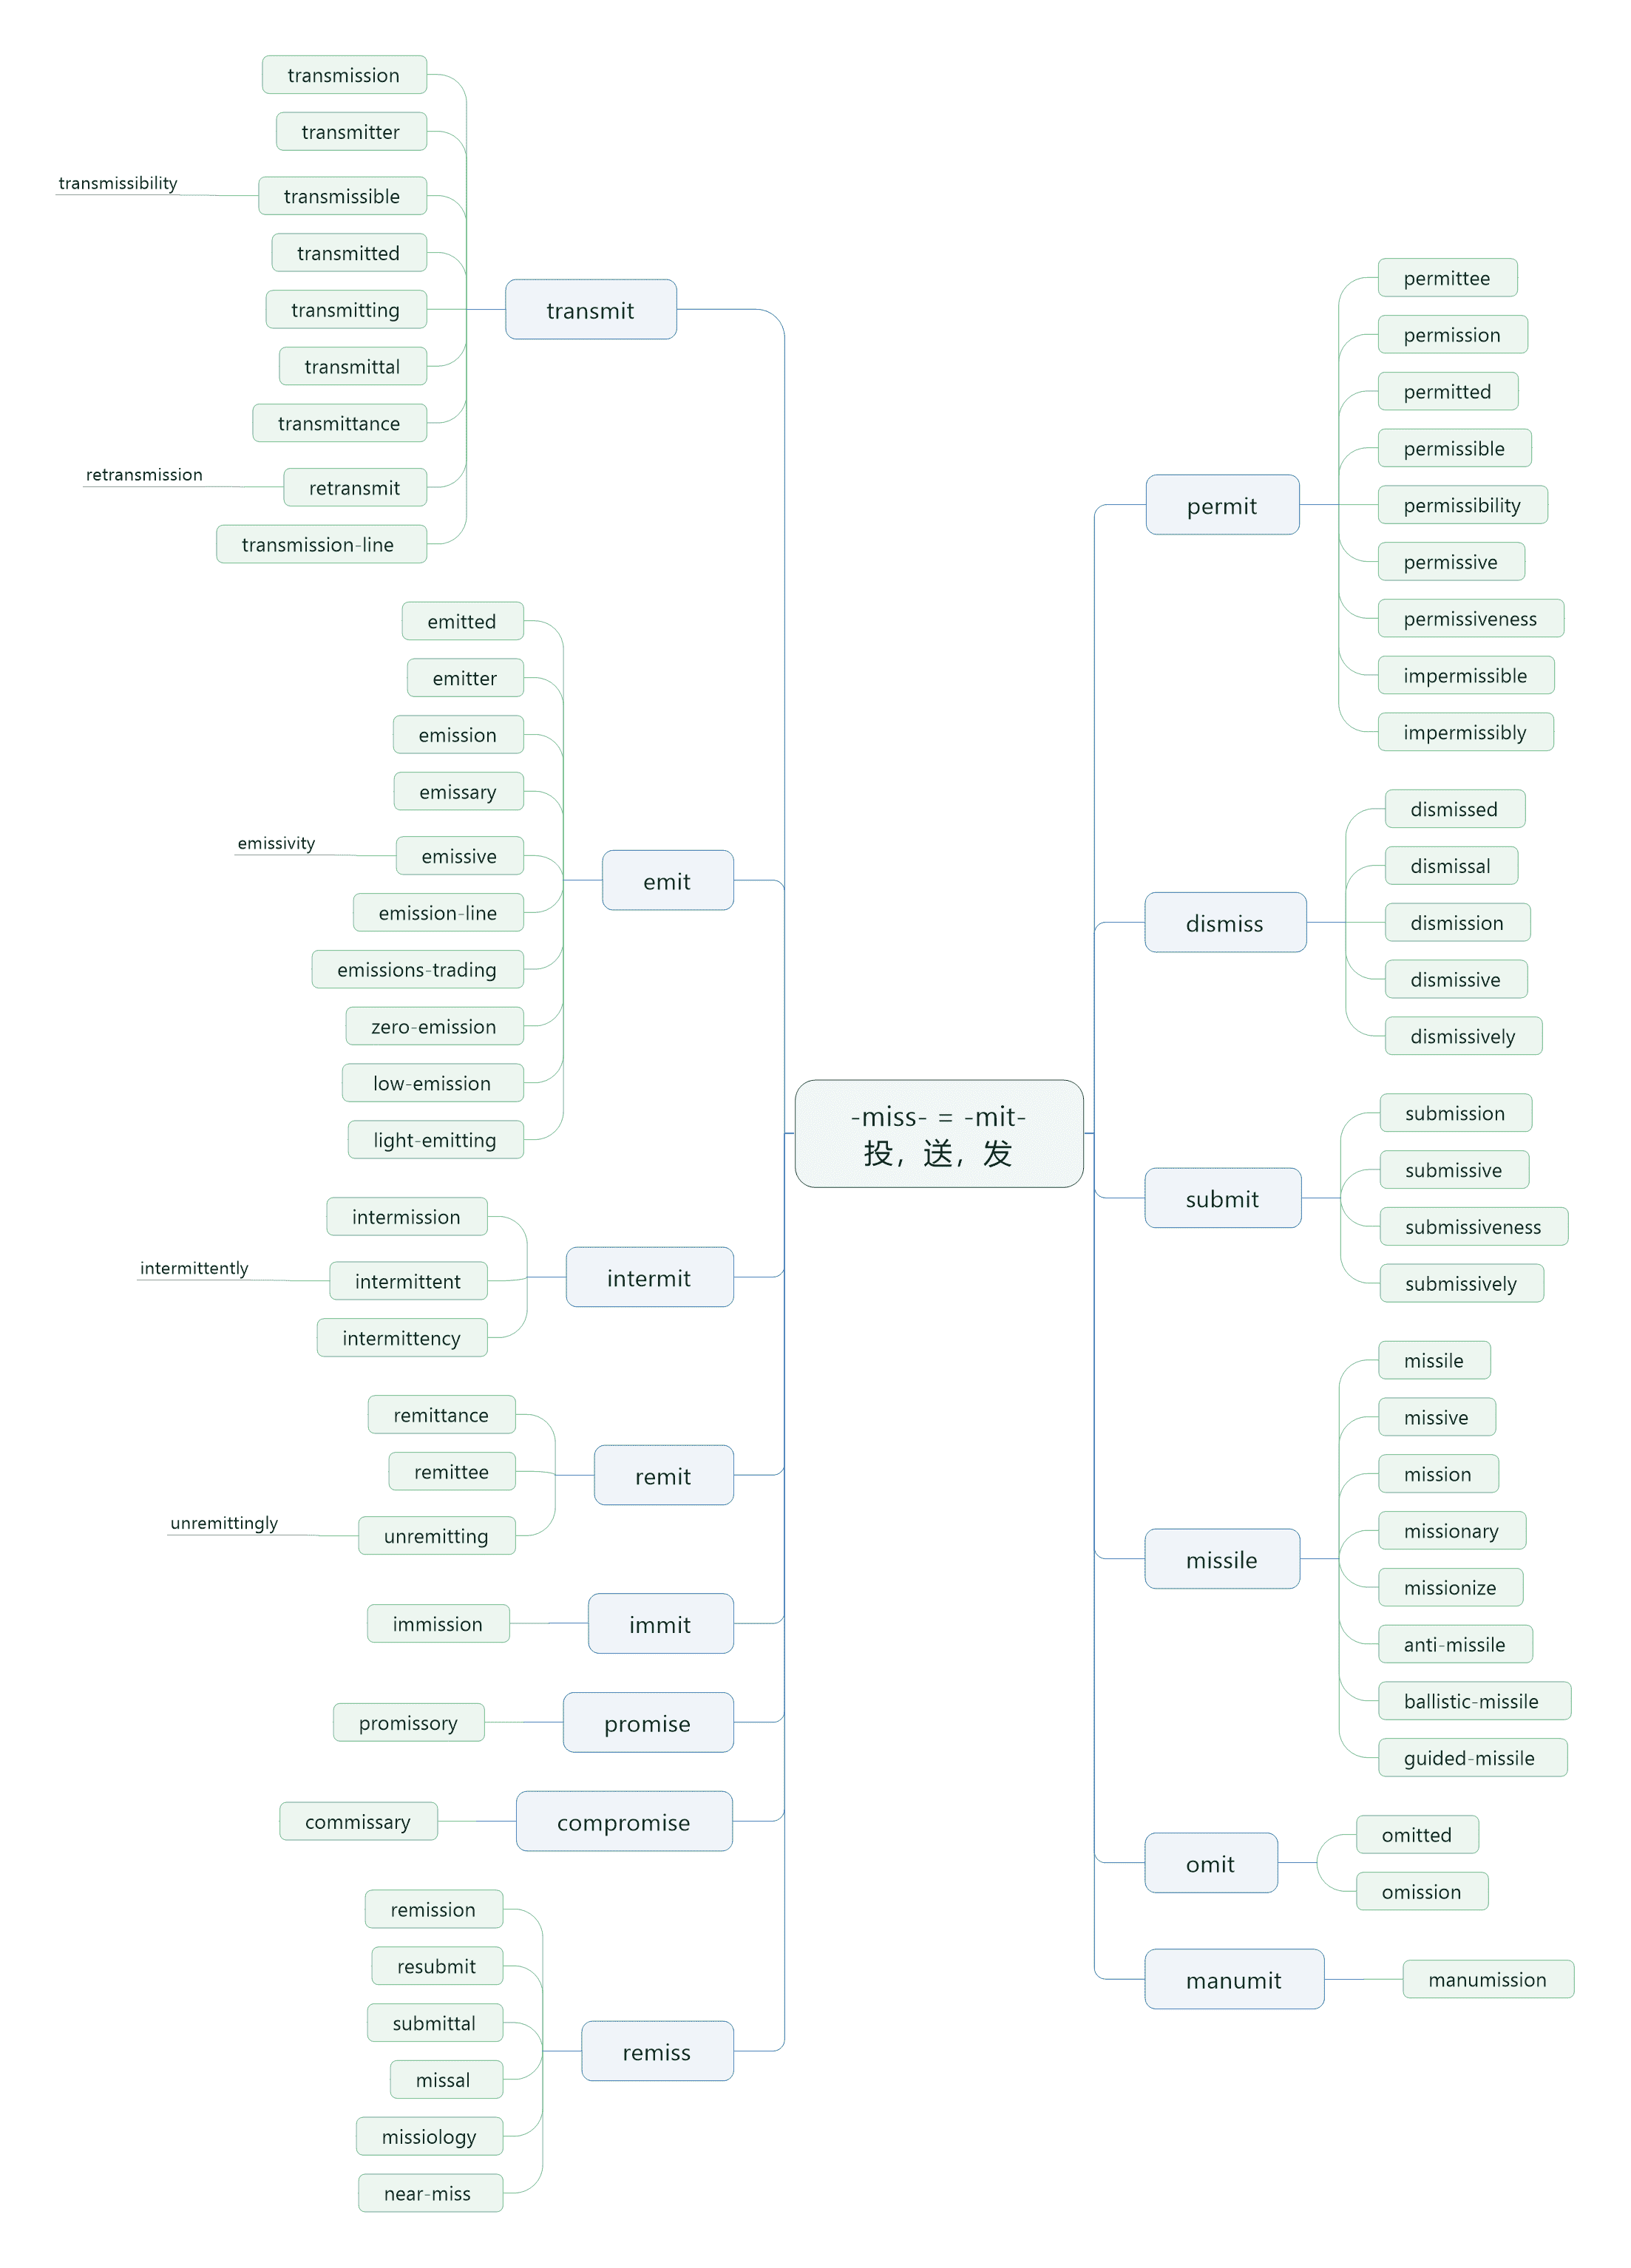 -miss- = -mit-
投，送，发
permit
permittee
permission
permitted
permissible
permissibility
permissive
permissiveness
impermissible
impermissibly
dismiss
dismissed
dismissal
dismission
dismissive
dismissively
submit
submission
submissive
submissiveness
submissively
missile
missile
missive
mission
missionary
missionize
anti-missile
ballistic-missile
guided-missile
omit
omitted
omission
manumit
manumission
transmit
transmission
transmitter
transmissible
transmissibility
transmitted
transmitting
transmittal
transmittance
retransmit
retransmission
transmission-line
emit
emitted
emitter
emission
emissary
emissive
emissivity
emission-line
emissions-trading
zero-emission
low-emission
light-emitting
intermit
intermission
intermittent
intermittently
intermittency
remit
remittance
remittee
unremitting
unremittingly
immit
immission
promise
promissory
compromise
commissary
remiss
remission
resubmit
submittal
missal
missiology
near-miss